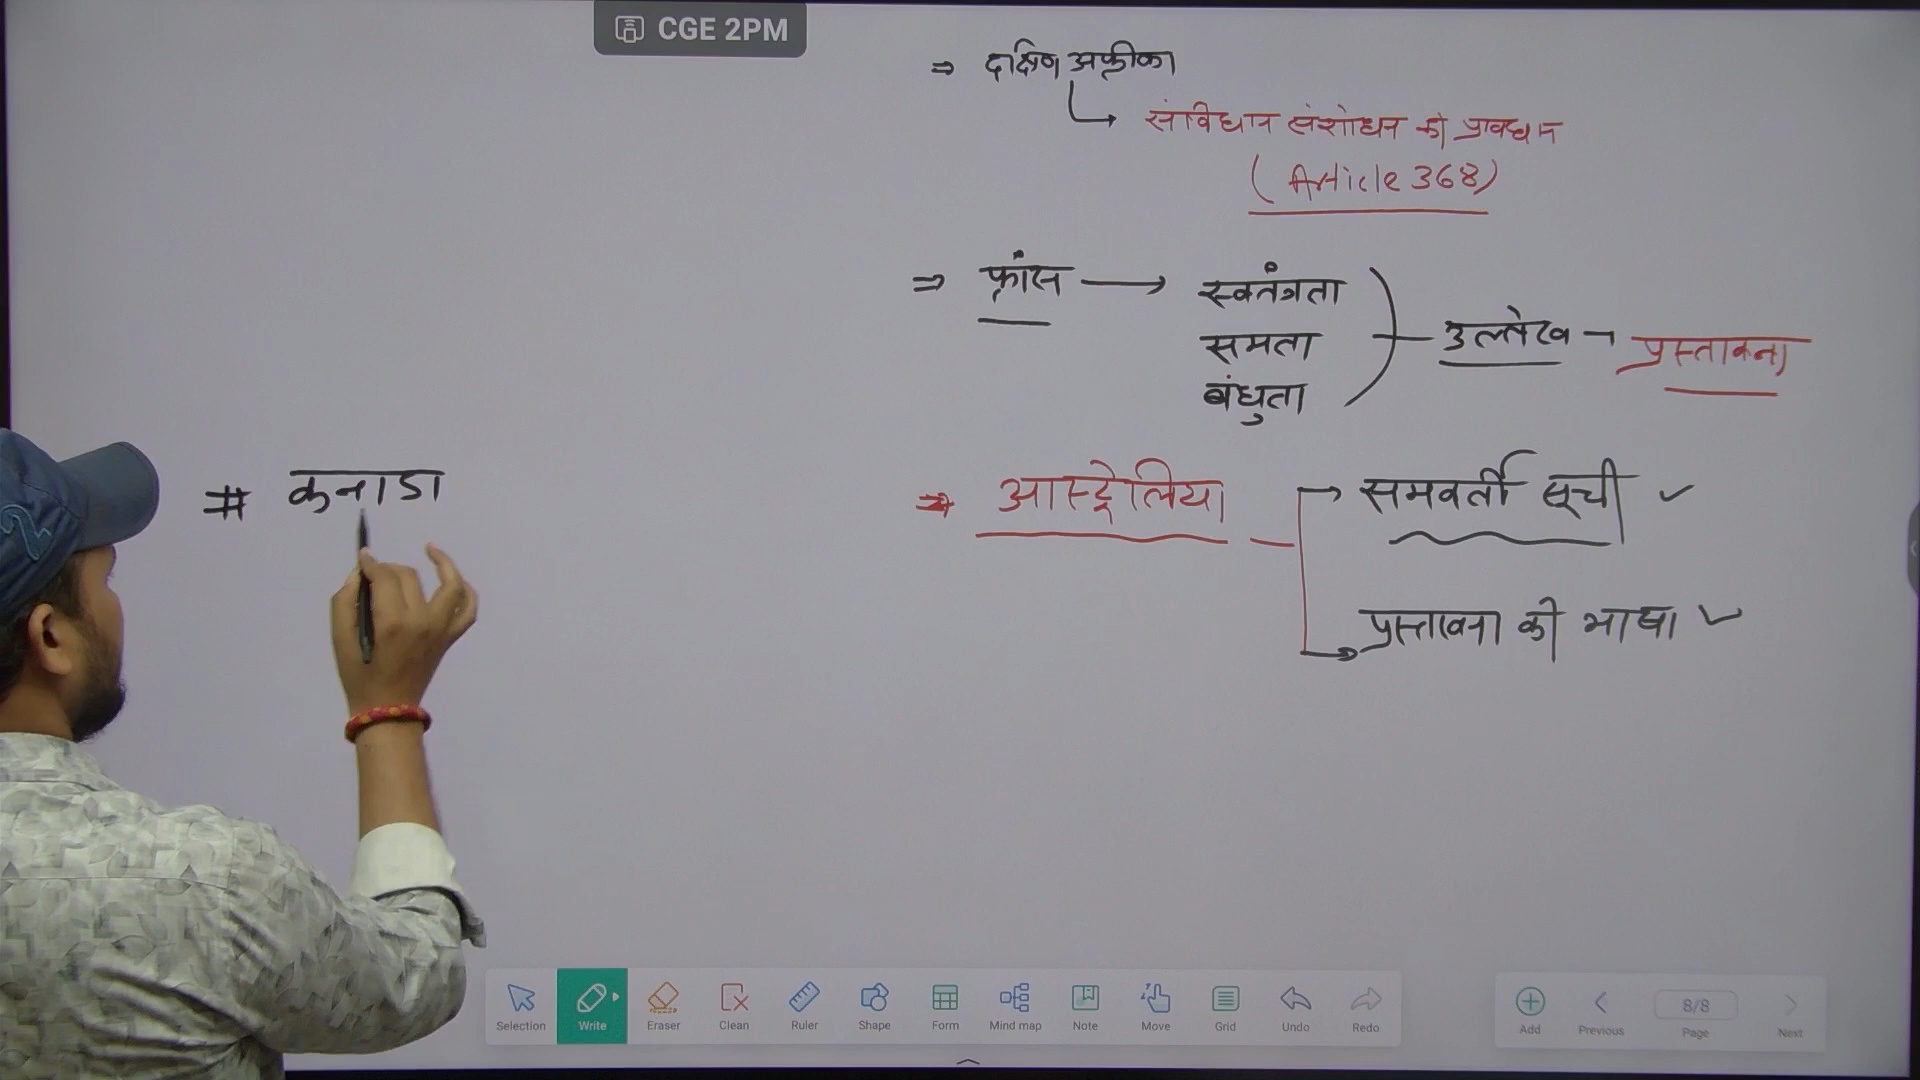 CGE 2PM
⇒ दक्षिण अफ्रीका
संविधान संशोधन की प्रावधान
( Article 368)
⇒ फ्रांस → स्वतंत्रता
समता
बंधुता
उल्लेख → प्रस्तावना
# कनाडा
⇒ आस्ट्रेलिया → समवर्ती सूची ✓
प्रस्तावना की भाषा ✓
Selection Write Eraser Clean Ruler Shape Form Mind map Note Move Grid Undo Redo
Add Previous 8/8 Page Next